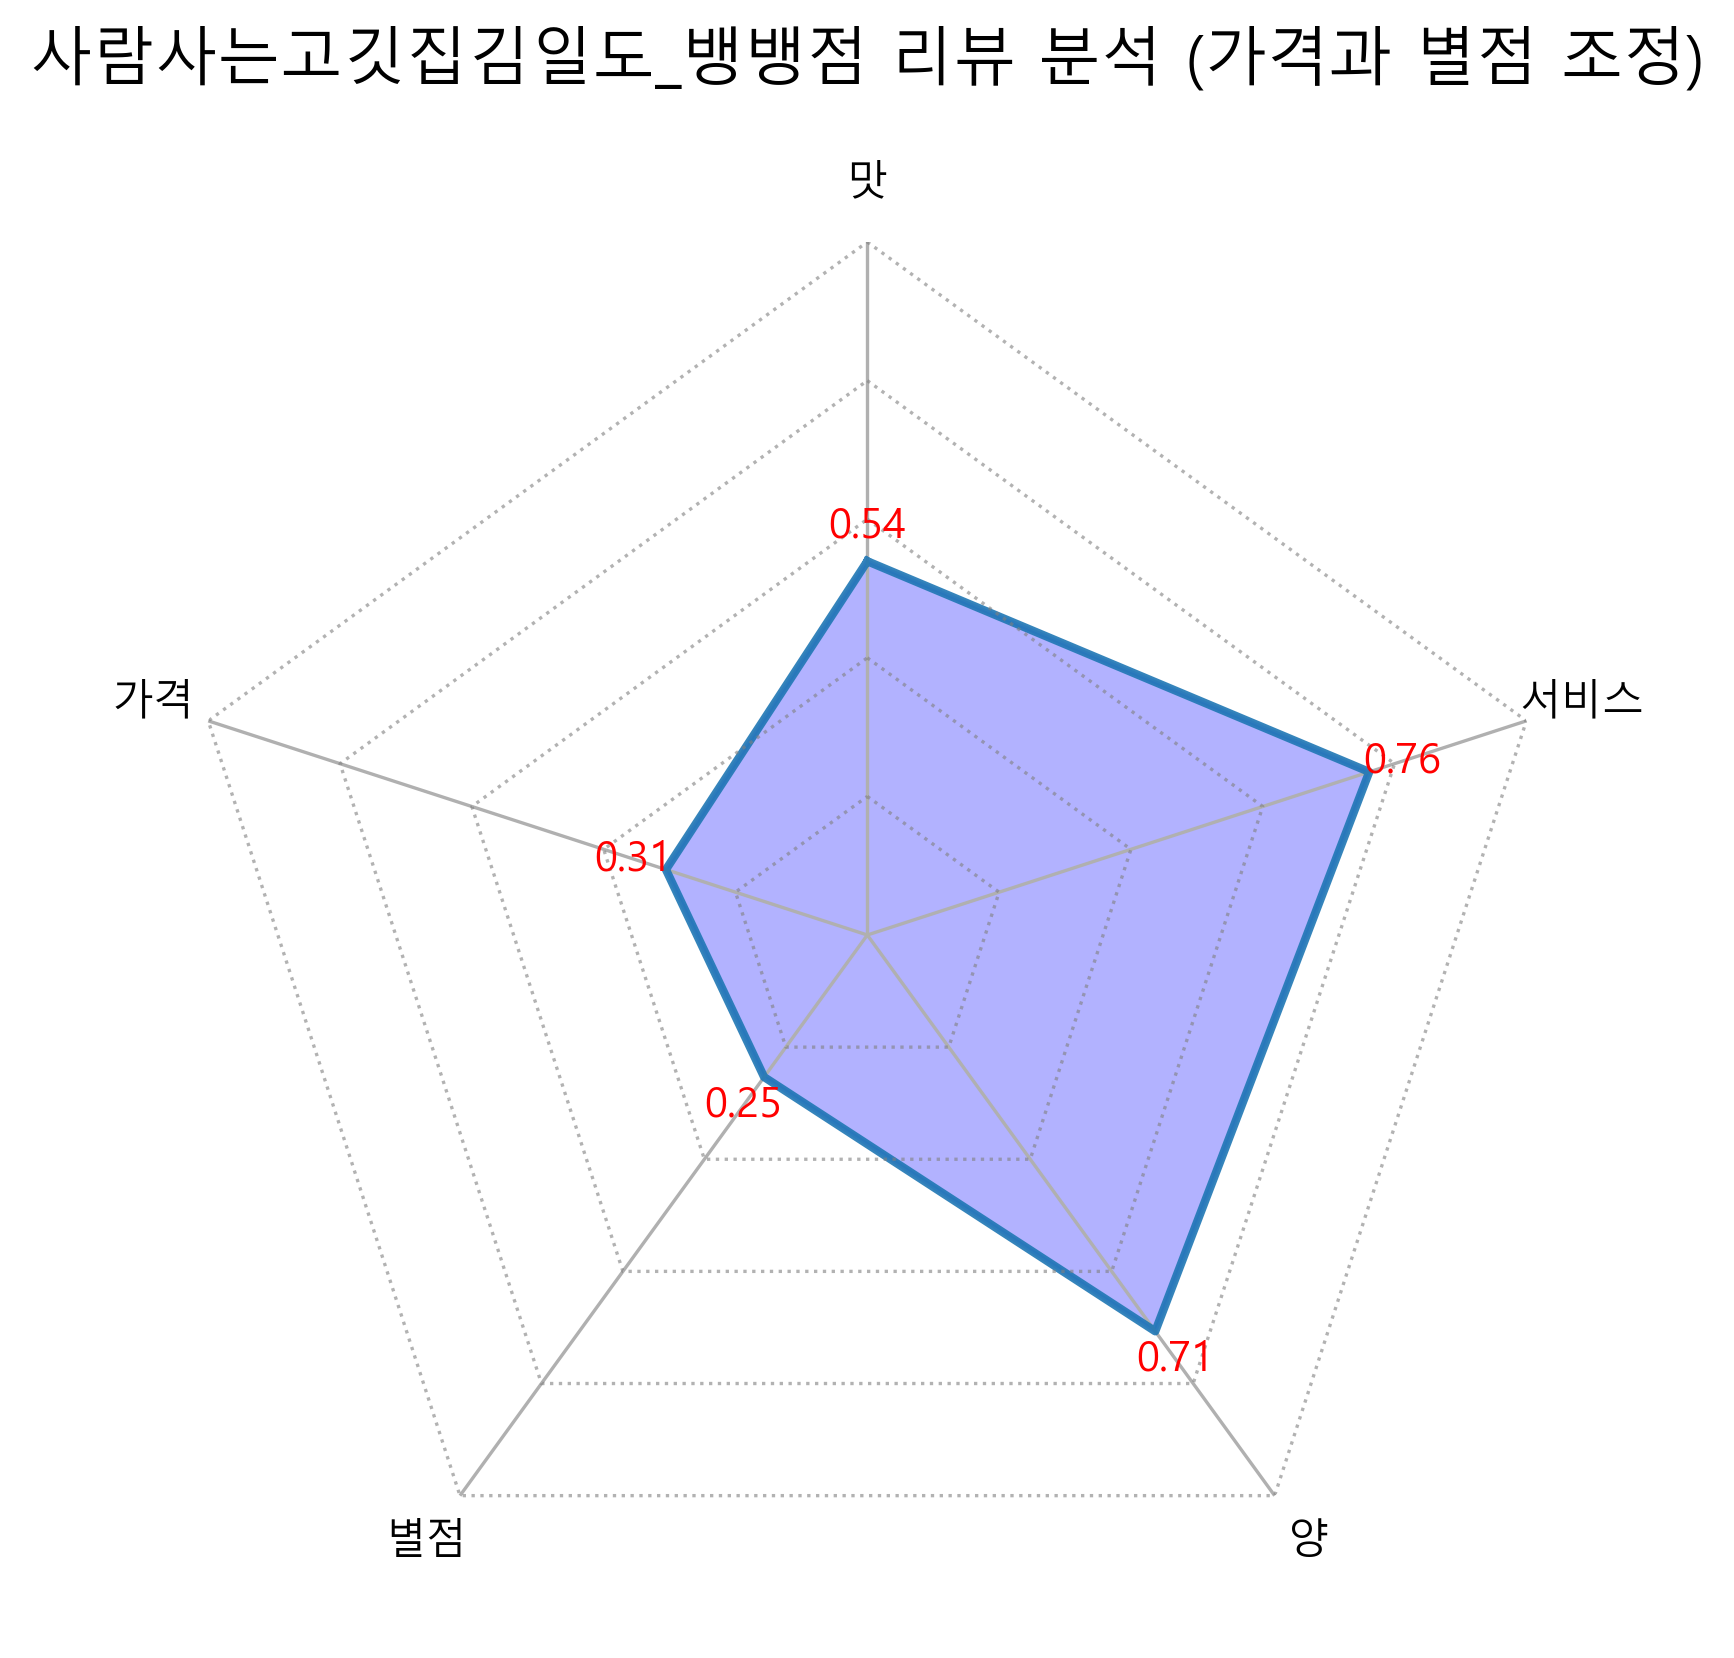 사람사는고깃집김일도_뱅뱅점 리뷰 분석 (가격과 별점 조정)
맛
0.54
가격
서비스
0.76
0.31
0.25
0.71
별점
양